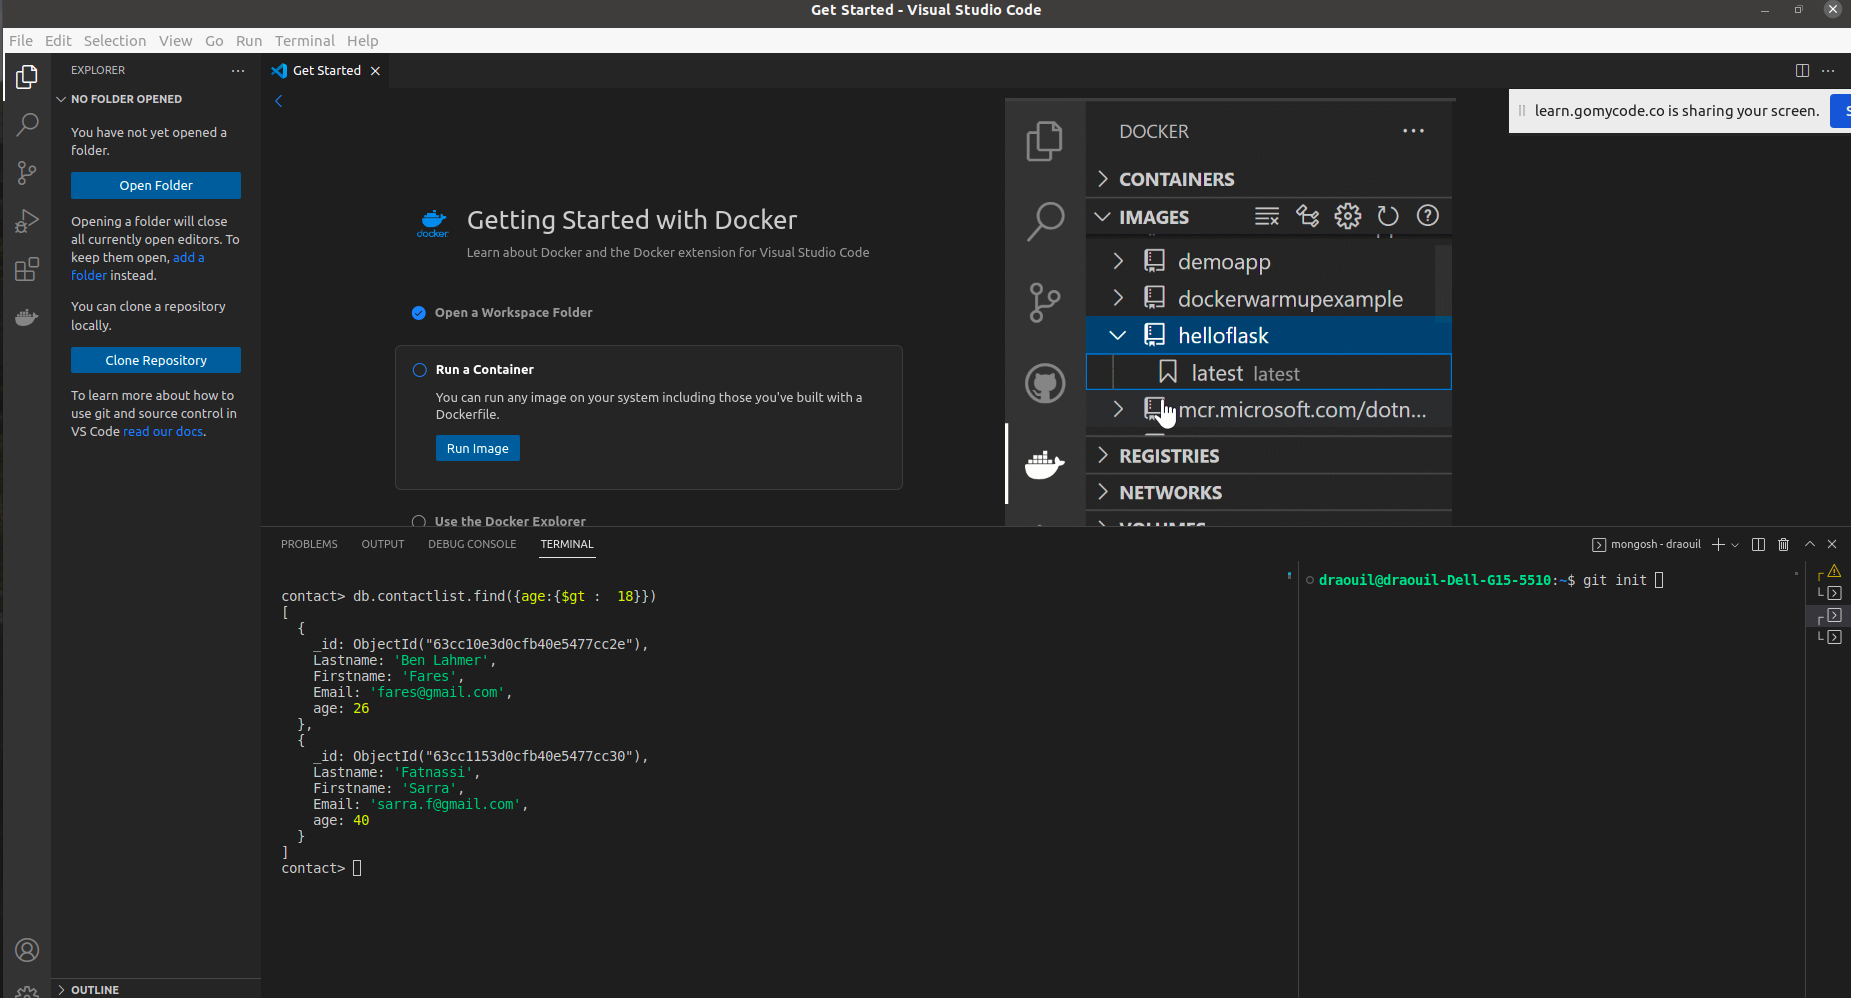 Get Started - Visual Studio Code
File Edit Selection View Go Run Terminal Help
EXPLORER
NO FOLDER OPENED
You have not yet opened a
folder.
Open Folder
Opening a folder will close
all currently open editors. To
keep them open, add a
folder instead.
You can clone a repository
locally.
Clone Repository
To learn more about how to
use git and source control in
VS Code read our docs.
OUTLINE
Get Started
Getting Started with Docker
docker
Learn about Docker and the Docker extension for Visual Studio Code
Open a Workspace Folder
Run a Container
You can run any image on your system including those you've built with a
Dockerfile.
Run Image
Use the Docker Explorer
DOCKER
CONTAINERS
IMAGES
demoapp
dockerwarmupexample
helloflask
latest latest
mcr.microsoft.com/dotn...
REGISTRIES
NETWORKS
VOLUMES
learn.gomycode.co is sharing your screen.
PROBLEMS OUTPUT DEBUG CONSOLE TERMINAL
mongosh - draouil
contact> db.contactlist.find({age:{$gt :  18}})
[
  {
    _id: ObjectId("63cc10e3d0cfb40e5477cc2e"),
    Lastname: 'Ben Lahmer',
    Firstname: 'Fares',
    Email: 'fares@gmail.com',
    age: 26
  },
  {
    _id: ObjectId("63cc1153d0cfb40e5477cc30"),
    Lastname: 'Fatnassi',
    Firstname: 'Sarra',
    Email: 'sarra.f@gmail.com',
    age: 40
  }
]
contact>
draouil@draouil-Dell-G15-5510:~$ git init